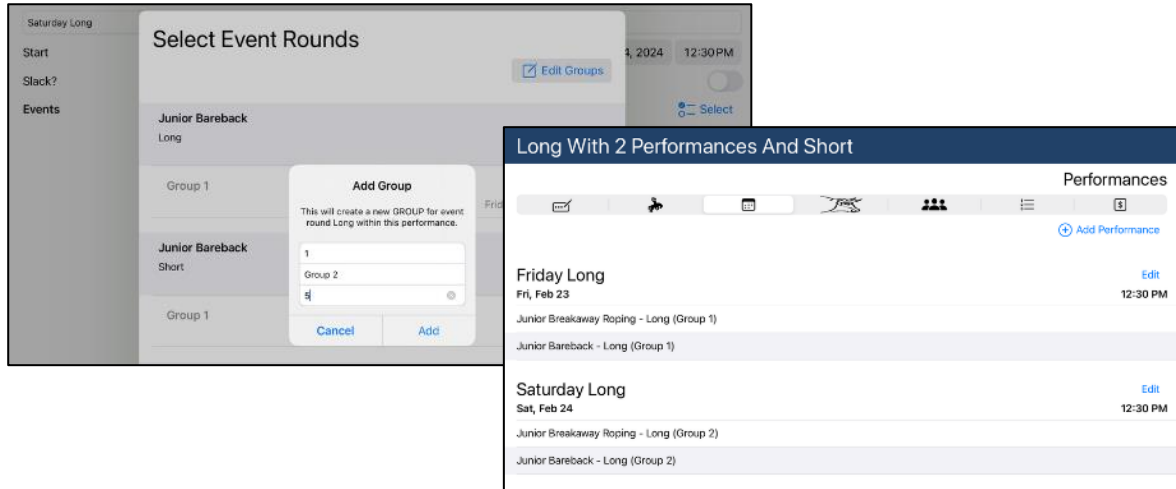 Saturday Long
Start
4, 2024 12:30 PM
Slack?
Events
Select
Select Event Rounds
Edit Groups
Junior Bareback
Long
Group 1
Frid
Junior Bareback
Short
Group 1
Add Group
This will create a new GROUP for event
round Long within this performance.
1
Group 2
5
Cancel Add
Long With 2 Performances And Short
Performances
Add Performance
Friday Long Edit
Fri, Feb 23 12:30 PM
Junior Breakaway Roping - Long (Group 1)
Junior Bareback - Long (Group 1)
Saturday Long Edit
Sat, Feb 24 12:30 PM
Junior Breakaway Roping - Long (Group 2)
Junior Bareback - Long (Group 2)